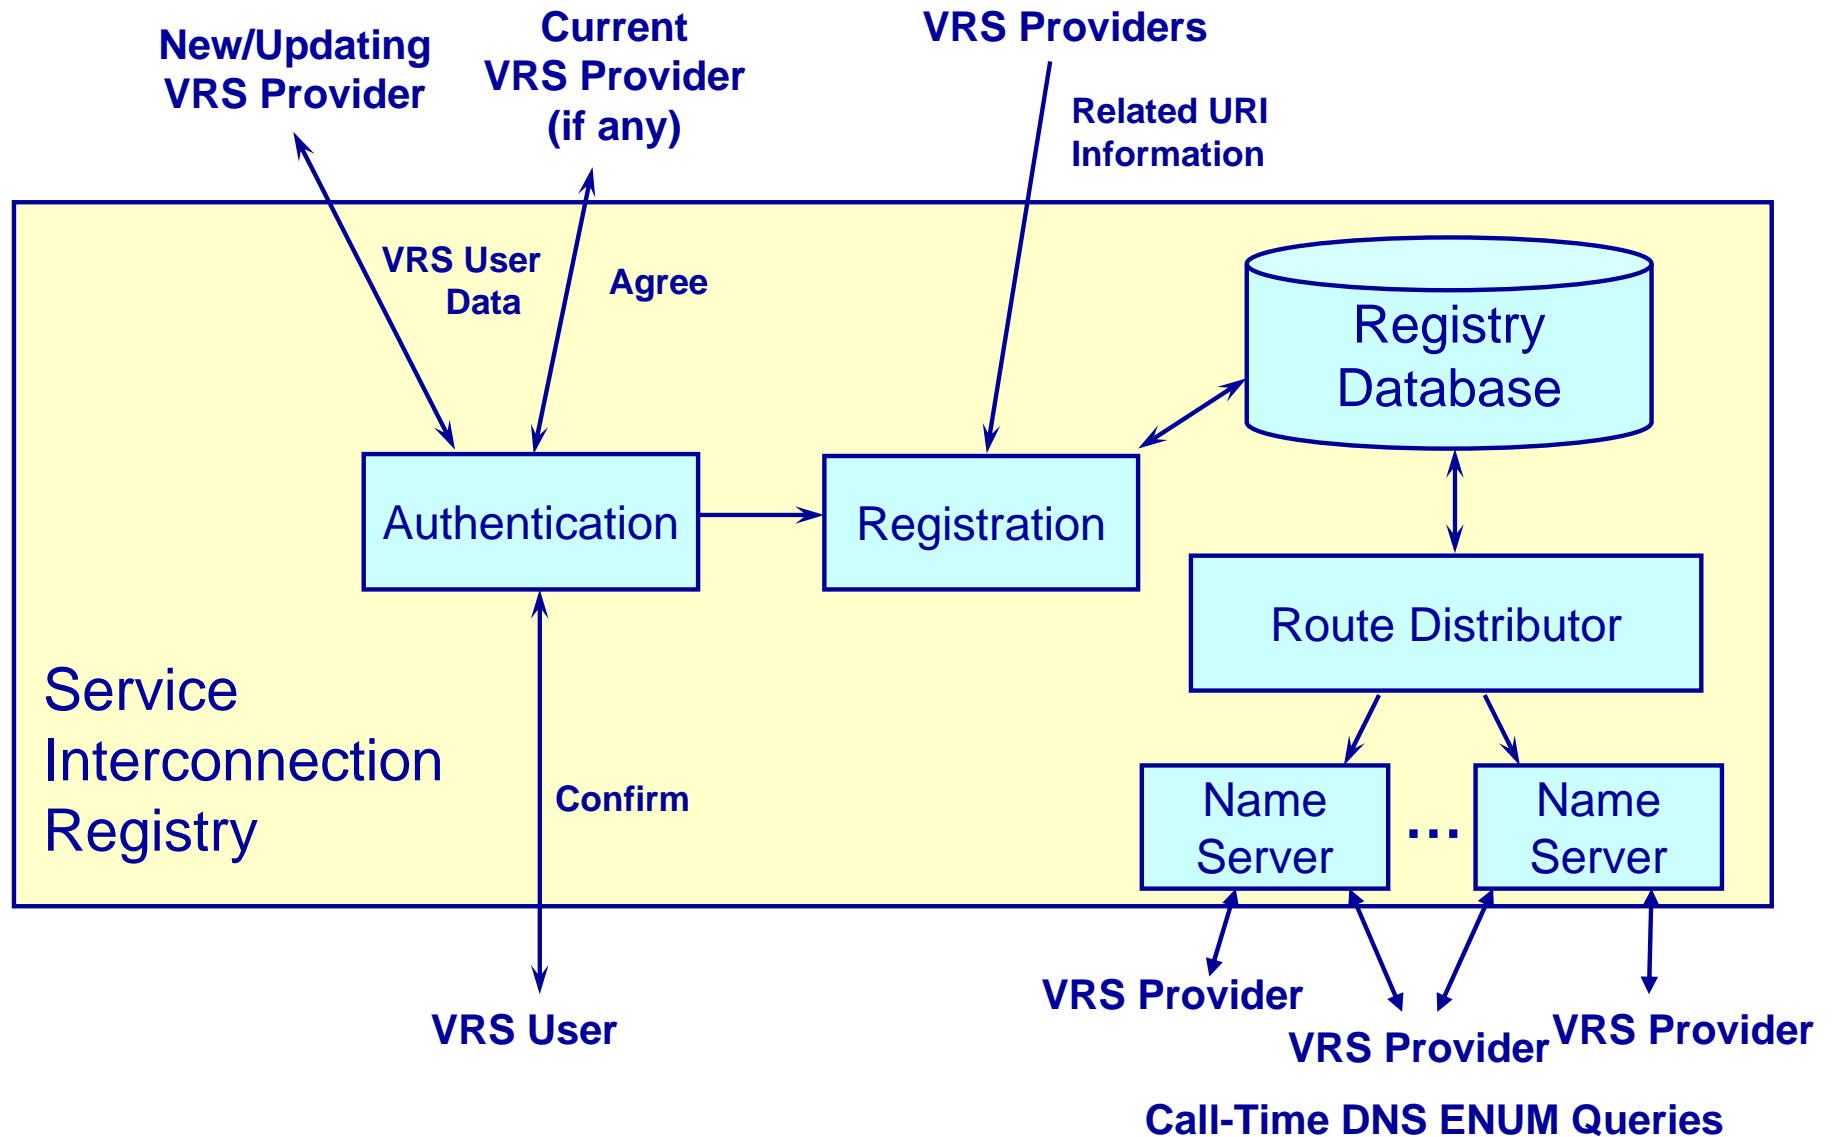 New/Updating
VRS Provider
Current
VRS Provider
(if any)
VRS Providers
Related URI
Information
VRS User
Data
Agree
Registry
Database
Authentication
Registration
Route Distributor
Service
Interconnection
Registry
Confirm
Name
Server
...
Name
Server
VRS Provider
VRS User
VRS Provider
VRS Provider
Call-Time DNS ENUM Queries